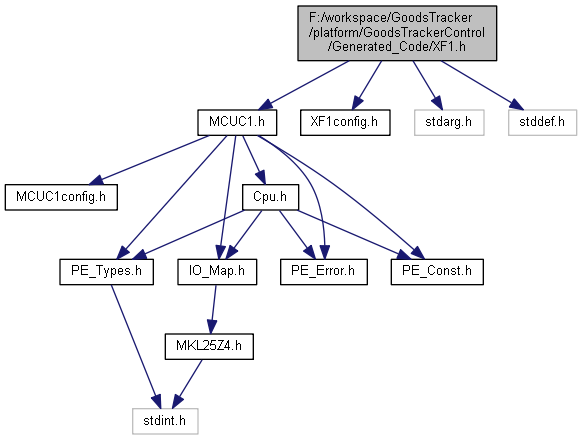 F:/workspace/GoodsTracker
/platform/GoodsTrackerControl
/Generated_Code/XF1.h
MCUC1.h
XF1config.h
stdarg.h
stddef.h
MCUC1config.h
Cpu.h
PE_Types.h
IO_Map.h
PE_Error.h
PE_Const.h
MKL25Z4.h
stdint.h